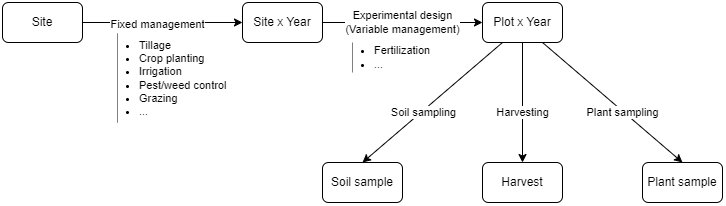 Site
Fixed management
• Tillage
• Crop planting
• Irrigation
• Pest/weed control
• Grazing
• ...
Site x Year
Experimental design
(Variable management)
• Fertilization
• ...
Plot x Year
Soil sampling
Harvesting
Plant sampling
Soil sample
Harvest
Plant sample